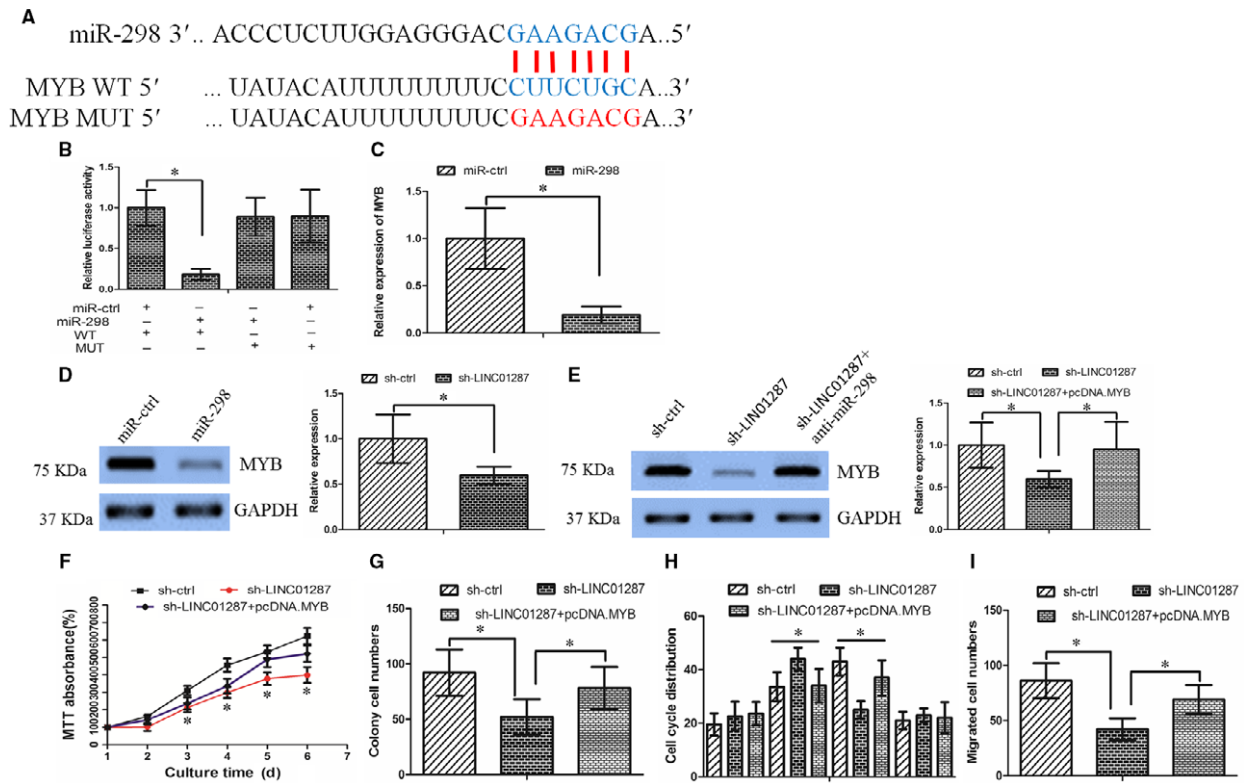 A
miR-298 3′.. ACCCUCUUGGAGGGACGAAGACGA..5′
MYB WT 5′ ... UAUACAUUUUUUUUCCUUCUGCA..3′
MYB MUT 5′ ... UAUACAUUUUUUUUCGAAGACGA..3′
B
Relative luciferase activity
1.5
1.0
0.5
0.0
*
miR-ctrl + – – +
miR-298 – + + –
WT + + – –
MUT – – + +
C
miR-ctrl miR-298
Relative expression of MYB
1.5
1.0
0.5
0.0
*
D
miR-ctrl miR-298
75 KDa MYB
37 KDa GAPDH
sh-ctrl sh-LINC01287
Relative expression
1.5
1.0
0.5
0.0
*
E
sh-ctrl
sh-LIN01287
sh-LINC01287+
anti-miR-298
75 KDa MYB
37 KDa GAPDH
sh-ctrl sh-LINC01287
sh-LINC01287+pcDNA.MYB
Relative expression
1.5
1.0
0.5
0.0
* *
F
sh-ctrl sh-LINC01287
sh-LINC01287+pcDNA.MYB
MTT absorbance(%)
0 100 200 300 400 500 600 700 800
* * * *
1 2 3 4 5 6 7
Culture time (d)
G
sh-ctrl sh-LINC01287
sh-LINC01287+pcDNA.MYB
Colony cell numbers
150
100
50
0
* *
H
sh-ctrl sh-LINC01287
sh-LINC01287+pcDNA.MYB
Cell cycle distribution
60
40
20
0
* *
I
sh-ctrl sh-LINC01287
sh-LINC01287+pcDNA.MYB
Migrated cell numbers
150
100
50
0
* *